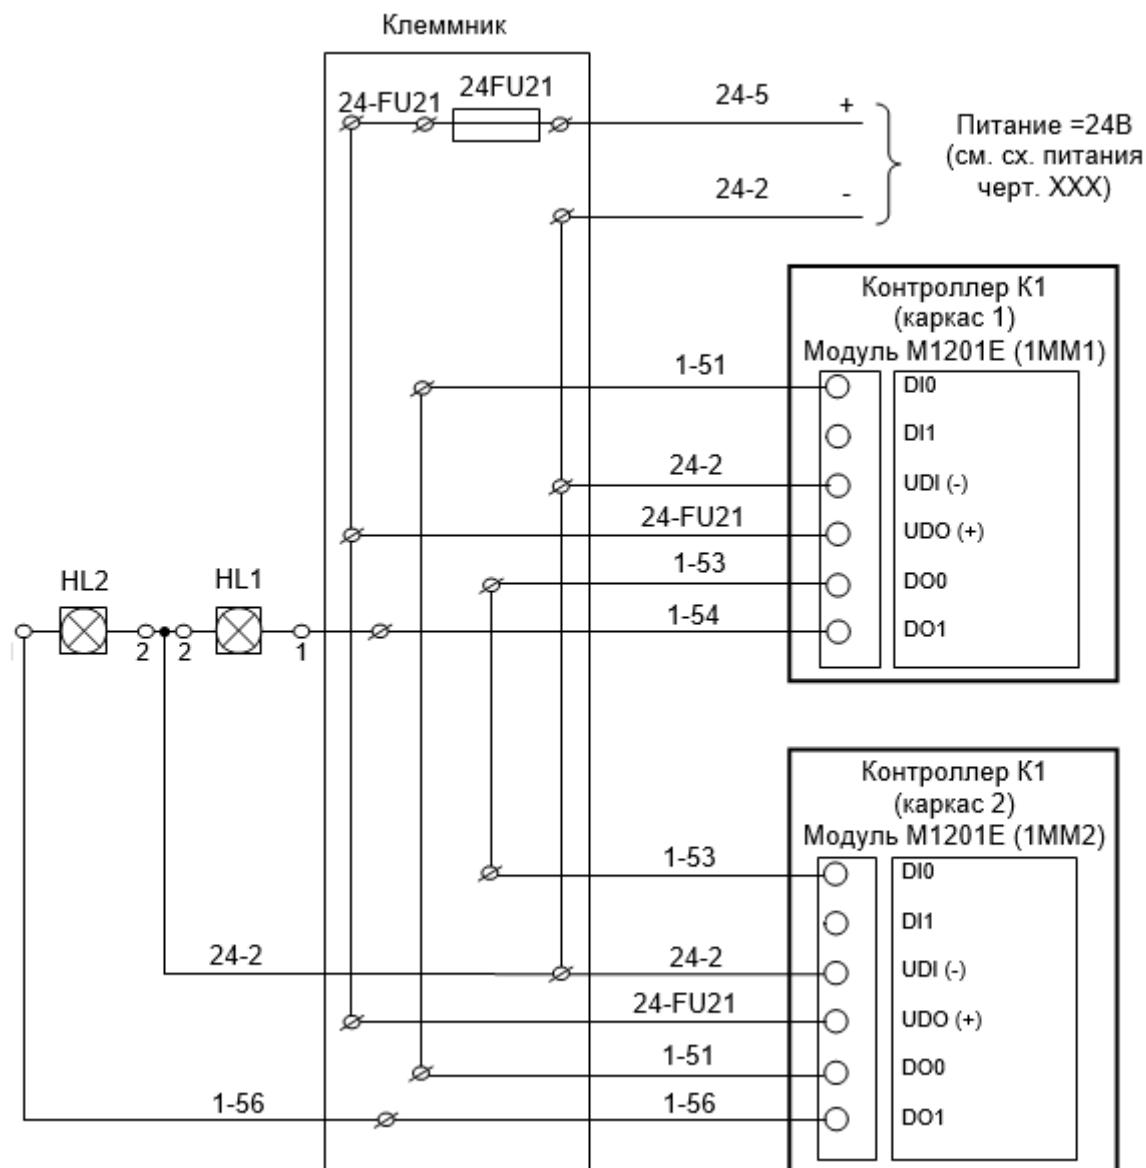 Клеммник
24-FU21
24FU21
24-5
+
24-2
-
Питание =24В
(см. сх. питания
черт. ХХХ)
Контроллер К1
(каркас 1)
Модуль М1201Е (1ММ1)
1-51
DI0
DI1
24-2
UDI (-)
24-FU21
UDO (+)
1-53
DO0
1-54
DO1
HL2
HL1
2
2
1
Контроллер К1
(каркас 2)
Модуль М1201Е (1ММ2)
1-53
DI0
DI1
24-2
24-2
UDI (-)
24-FU21
UDO (+)
1-51
DO0
1-56
1-56
DO1